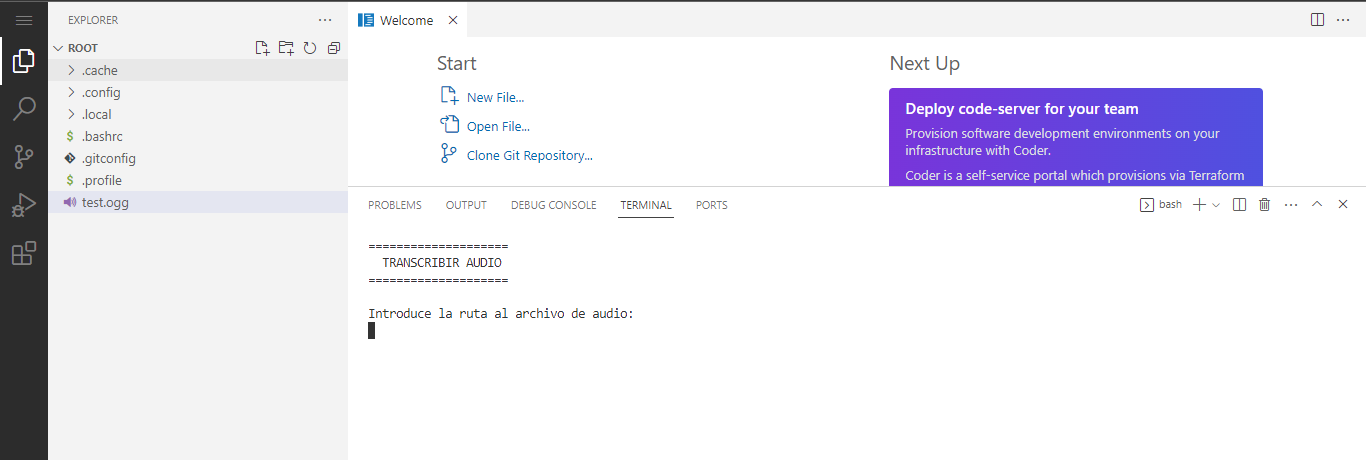 EXPLORER
ROOT
.cache
.config
.local
.bashrc
.gitconfig
.profile
test.ogg
Welcome
Start
New File...
Open File...
Clone Git Repository...
Next Up
Deploy code-server for your team
Provision software development environments on your
infrastructure with Coder.
Coder is a self-service portal which provisions via Terraform
PROBLEMS OUTPUT DEBUG CONSOLE TERMINAL PORTS
bash
====================
TRANSCRIBIR AUDIO
====================
Introduce la ruta al archivo de audio: